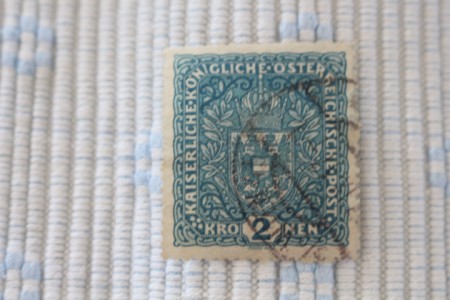 KAISERLICHE·KÖNIGLICHE·ÖSTERREICHISCHE·POST·
KRO 2 NEN